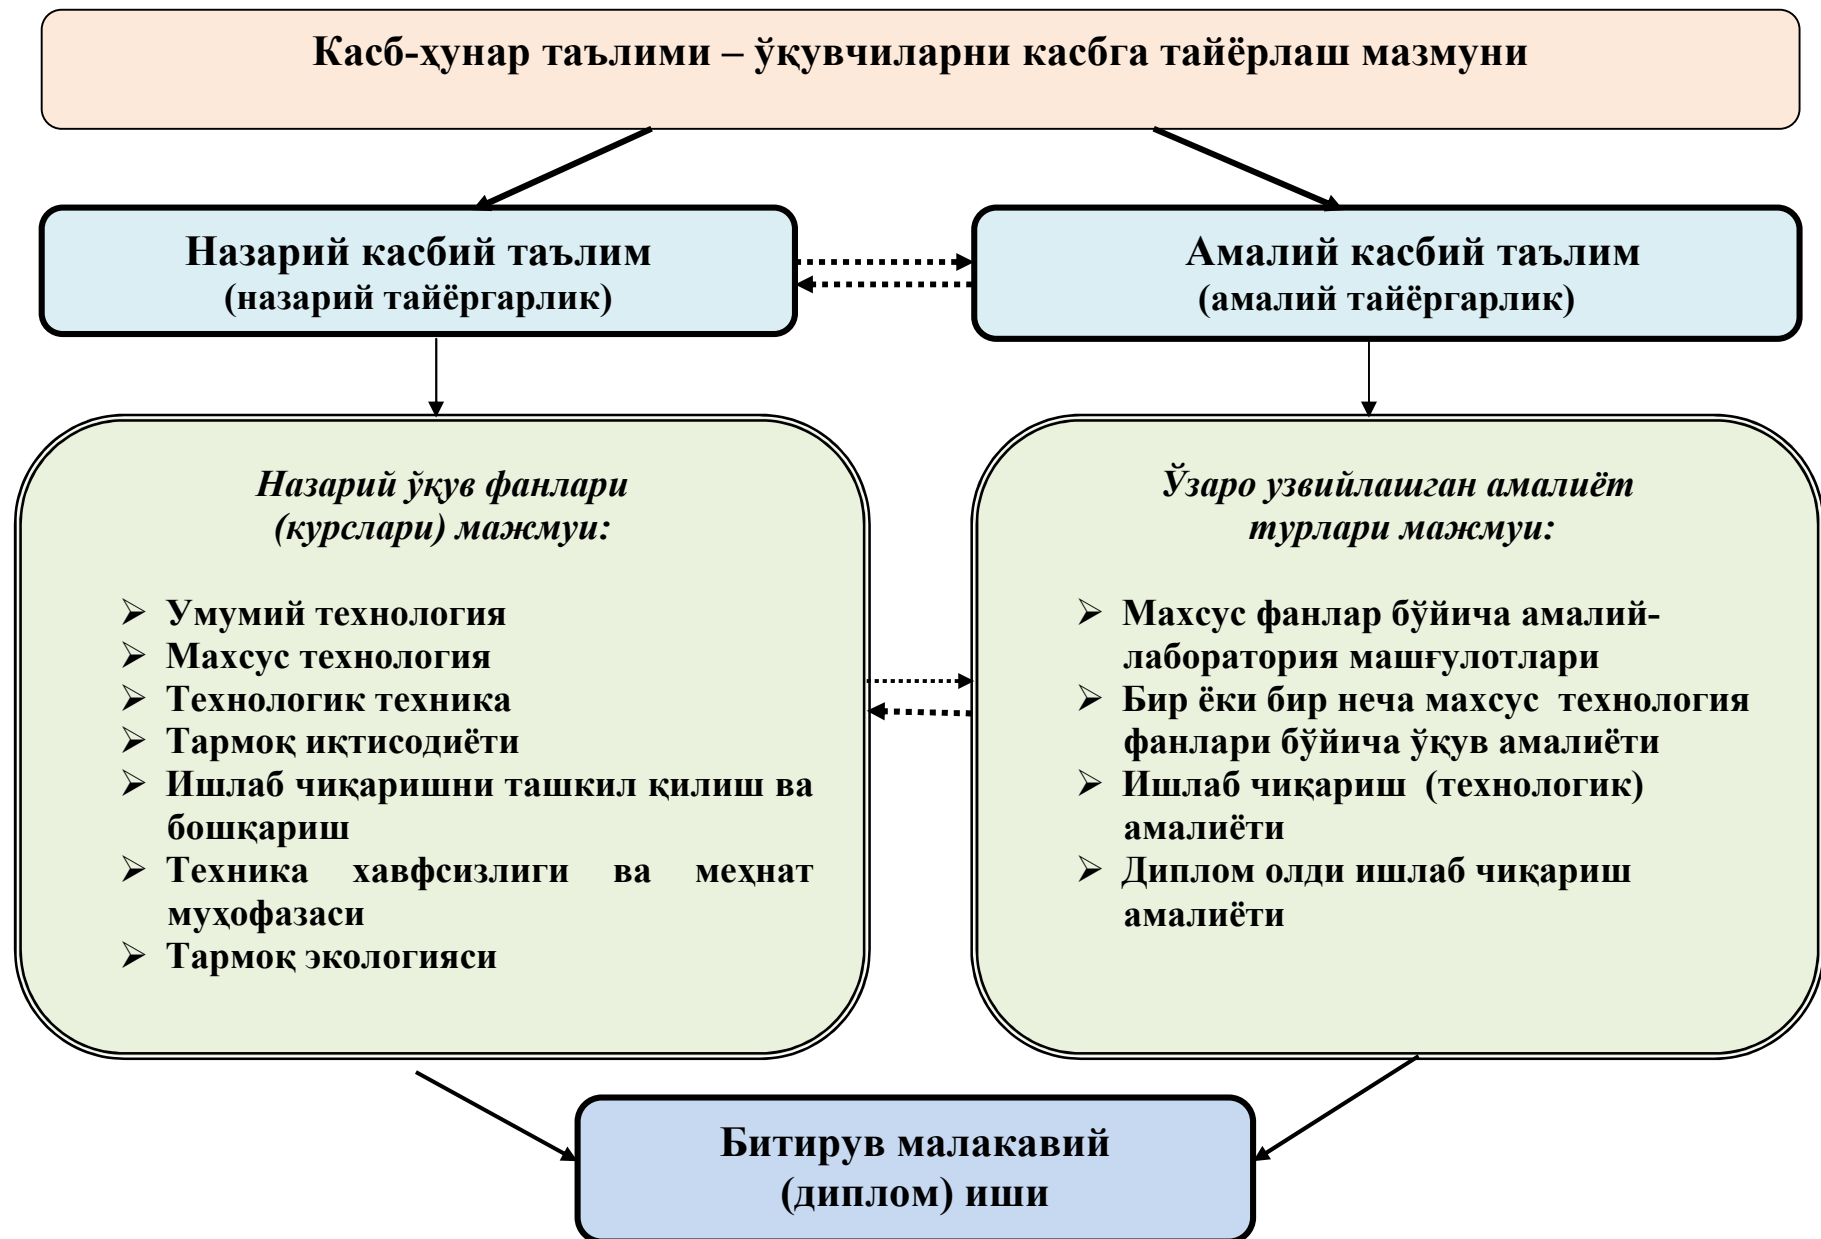 Касб-ҳунар таълими – ўқувчиларни касбга тайёрлаш мазмуни
Назарий касбий таълим
(назарий тайёргарлик)
Амалий касбий таълим
(амалий тайёргарлик)
Назарий ўқув фанлари
(курслари) мажмуи:
➢ Умумий технология
➢ Махсус технология
➢ Технологик техника
➢ Тармоқ иқтисодиёти
➢ Ишлаб чиқаришни ташкил қилиш ва
бошқариш
➢ Техника хавфсизлиги ва меҳнат
муҳофазаси
➢ Тармоқ экологияси
Ўзаро узвийлашган амалиёт
турлари мажмуи:
➢ Махсус фанлар бўйича амалий-
лаборатория машғулотлари
➢ Бир ёки бир неча махсус технология
фанлари бўйича ўқув амалиёти
➢ Ишлаб чиқариш (технологик)
амалиёти
➢ Диплом олди ишлаб чиқариш
амалиёти
Битирув малакавий
(диплом) иши